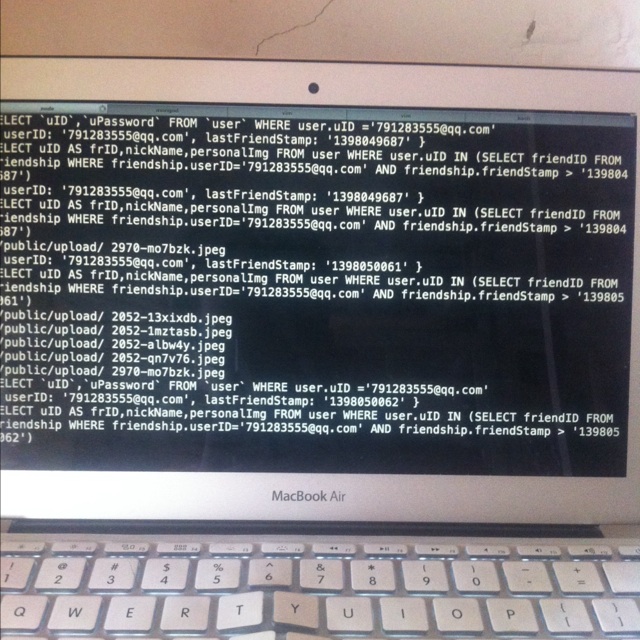 ELECT `uID`,`uPassword` FROM `user` WHERE user.uID ='791283555@qq.com'
userID: '791283555@qq.com', lastFriendStamp: '1398049687' }
ELECT uID AS frID,nickName,personalImg FROM user WHERE user.uID IN (SELECT friendID FROM
riendship WHERE friendship.userID='791283555@qq.com' AND friendship.friendStamp > '139804
687')
userID: '791283555@qq.com', lastFriendStamp: '1398049687' }
ELECT uID AS frID,nickName,personalImg FROM user WHERE user.uID IN (SELECT friendID FROM
riendship WHERE friendship.userID='791283555@qq.com' AND friendship.friendStamp > '139804
687')
/public/upload/ 2970-mo7bzk.jpeg
userID: '791283555@qq.com', lastFriendStamp: '1398050061' }
ELECT uID AS frID,nickName,personalImg FROM user WHERE user.uID IN (SELECT friendID FROM
riendship WHERE friendship.userID='791283555@qq.com' AND friendship.friendStamp > '139805
061')
/public/upload/ 2052-13xixdb.jpeg
/public/upload/ 2052-1mztasb.jpeg
/public/upload/ 2052-albw4y.jpeg
/public/upload/ 2052-qn7v76.jpeg
/public/upload/ 2970-mo7bzk.jpeg
ELECT `uID`,`uPassword` FROM `user` WHERE user.uID ='791283555@qq.com'
userID: '791283555@qq.com', lastFriendStamp: '1398050062' }
ELECT uID AS frID,nickName,personalImg FROM user WHERE user.uID IN (SELECT friendID FROM
riendship WHERE friendship.userID='791283555@qq.com' AND friendship.friendStamp > '139805
062')
MacBook Air
! @ # $ % ^ & * ( ) _ +
1 2 3 4 5 6 7 8 9 0 - =
Q W E R T Y U I O P { }
[ ]